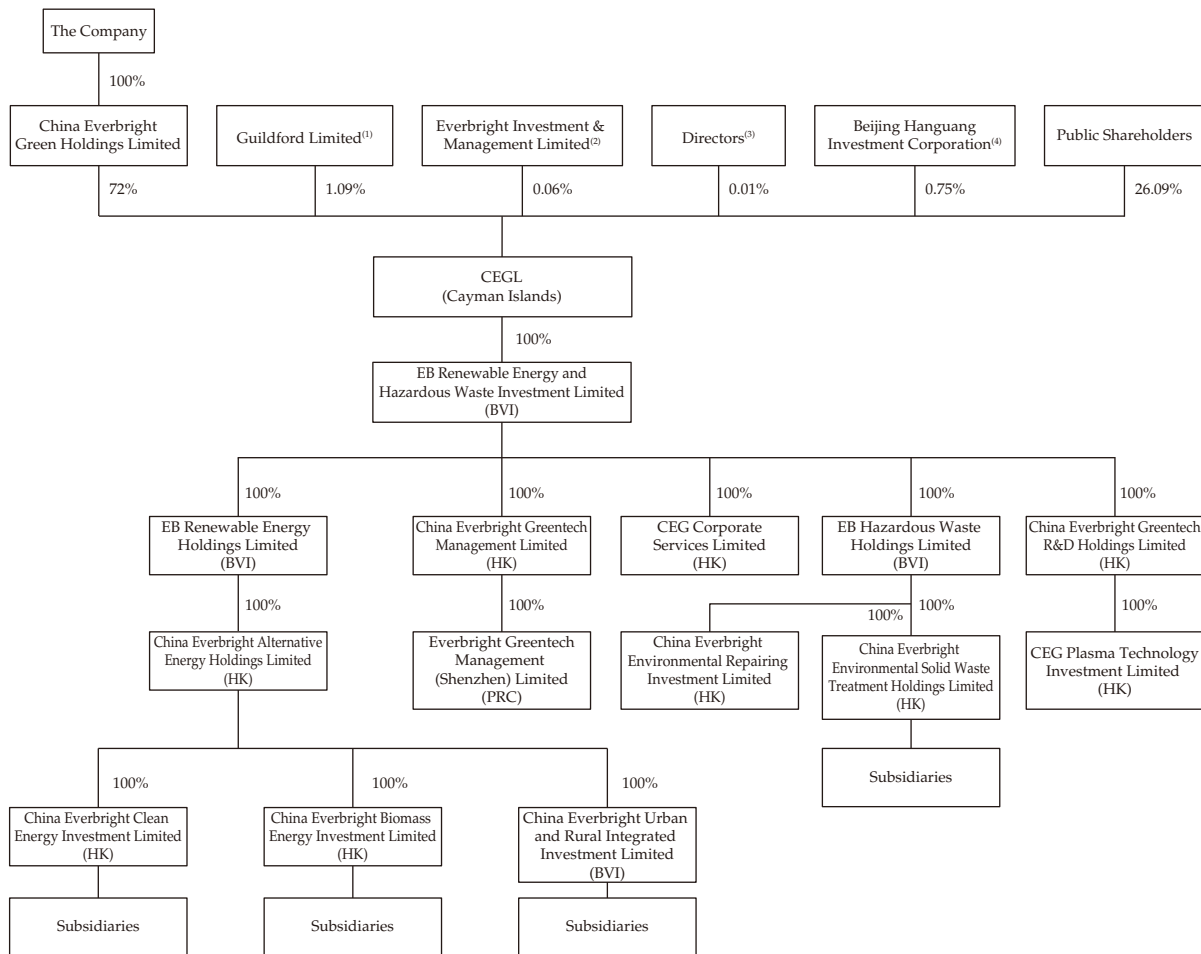 The Company
100%
China Everbright
Green Holdings Limited
Guildford Limited(1)
Everbright Investment &
Management Limited(2)
Directors(3)
Beijing Hanguang
Investment Corporation(4)
Public Shareholders
72%
1.09%
0.06%
0.01%
0.75%
26.09%
CEGL
(Cayman Islands)
100%
EB Renewable Energy and
Hazardous Waste Investment Limited
(BVI)
100%
100%
100%
100%
100%
EB Renewable Energy
Holdings Limited
(BVI)
China Everbright Greentech
Management Limited
(HK)
CEG Corporate
Services Limited
(HK)
EB Hazardous Waste
Holdings Limited
(BVI)
China Everbright Greentech
R&D Holdings Limited
(HK)
100%
100%
100%
100%
100%
China Everbright Alternative
Energy Holdings Limited
(HK)
Everbright Greentech
Management
(Shenzhen) Limited
(PRC)
China Everbright
Environmental Repairing
Investment Limited
(HK)
China Everbright
Environmental Solid Waste
Treatment Holdings Limited
(HK)
CEG Plasma Technology
Investment Limited
(HK)
Subsidiaries
100%
100%
100%
China Everbright Clean
Energy Investment Limited
(HK)
China Everbright Biomass
Energy Investment Limited
(HK)
China Everbright Urban
and Rural Integrated
Investment Limited
(BVI)
Subsidiaries
Subsidiaries
Subsidiaries